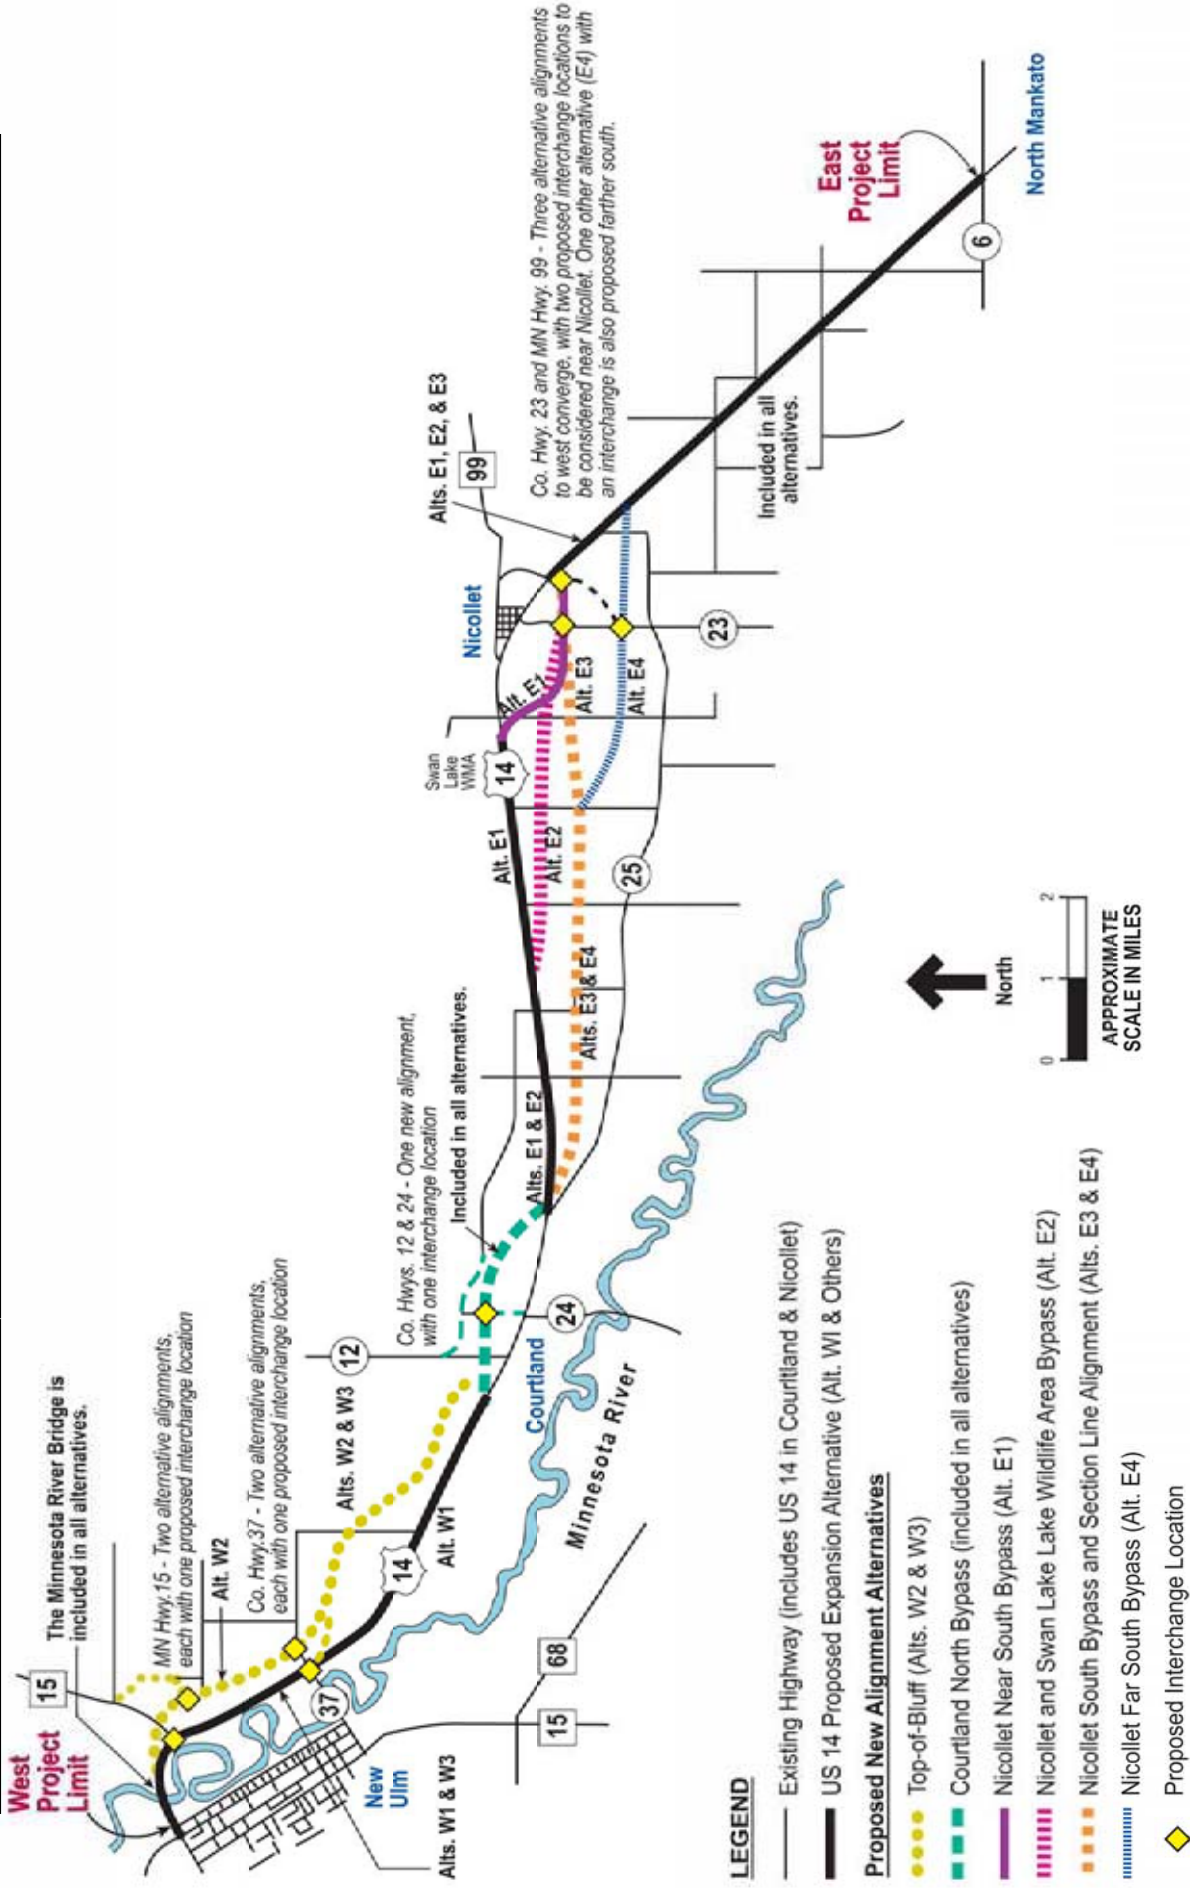 West
Project
Limit
15
The Minnesota River Bridge is
included in all alternatives.
MN Hwy.15 - Two alternative alignments,
each with one proposed interchange location
Alt. W2
Co. Hwy.37 - Two alternative alignments,
each with one proposed interchange location
Alts. W2 & W3
12
Co. Hwys. 12 & 24 - One new alignment,
with one interchange location
Included in all alternatives.
37
14
Alt. W1
New
Ulm
Alts. W1 & W3
15
68
Minnesota River
Courtland
24
Alts. E1 & E2
Alts. E3 & E4
25
Alt. E1
Alt. E2
Swan
Lake
WMA
14
Alt. E1
Alt. E3
Alt. E4
Nicollet
23
99
Alts. E1, E2, & E3
Co. Hwy. 23 and MN Hwy. 99 - Three alternative alignments
to west converge, with two proposed interchange locations to
be considered near Nicollet. One other alternative (E4) with
an interchange is also proposed farther south.
Included in all
alternatives.
East
Project
Limit
6
North Mankato
North
0 1 2
APPROXIMATE
SCALE IN MILES
LEGEND
Existing Highway (includes US 14 in Couritland & Nicollet)
US 14 Proposed Expansion Alternative (Alt. WI & Others)
Proposed New Alignment Alternatives
Top-of-Bluff (Alts. W2 & W3)
Courtland North Bypass (included in all alternatives)
Nicollet Near South Bypass (Alt. E1)
Nicollet and Swan Lake Lake Wildlife Area Bypass (Alt. E2)
Nicollet South Bypass and Section Line Alignment (Alts. E3 & E4)
Nicollet Far South Bypass (Alt. E4)
Proposed Interchange Location